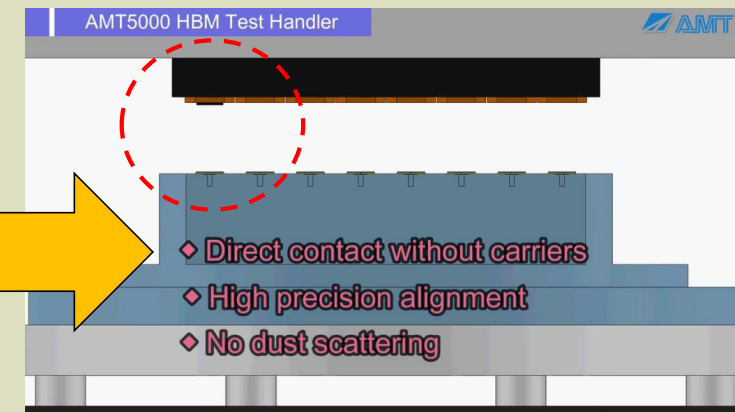 AMT5000 HBM Test Handler
AMT
◆ Direct contact without carriers
◆ High precision alignment
◆ No dust scattering